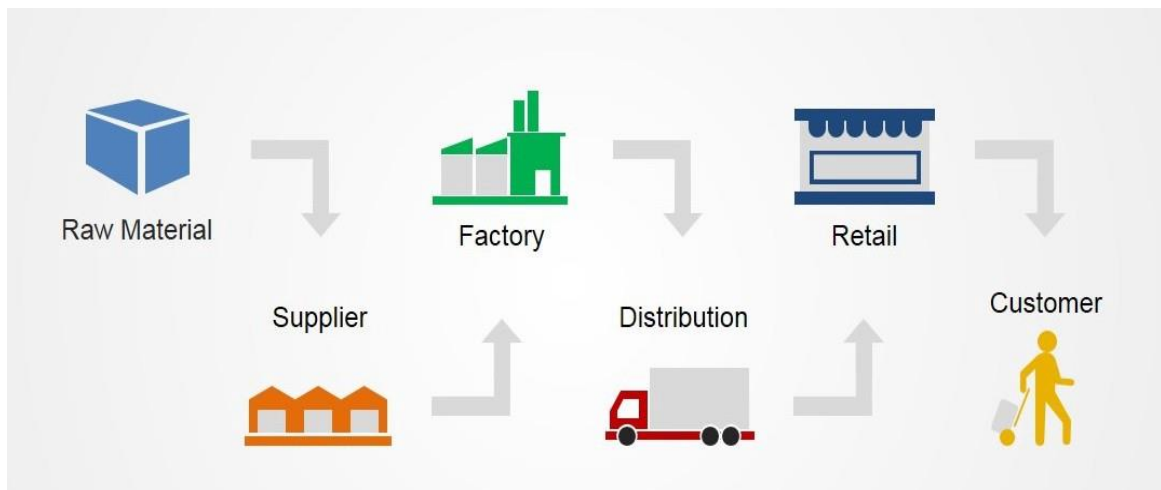 Raw Material
Supplier
Factory
Distribution
Retail
Customer